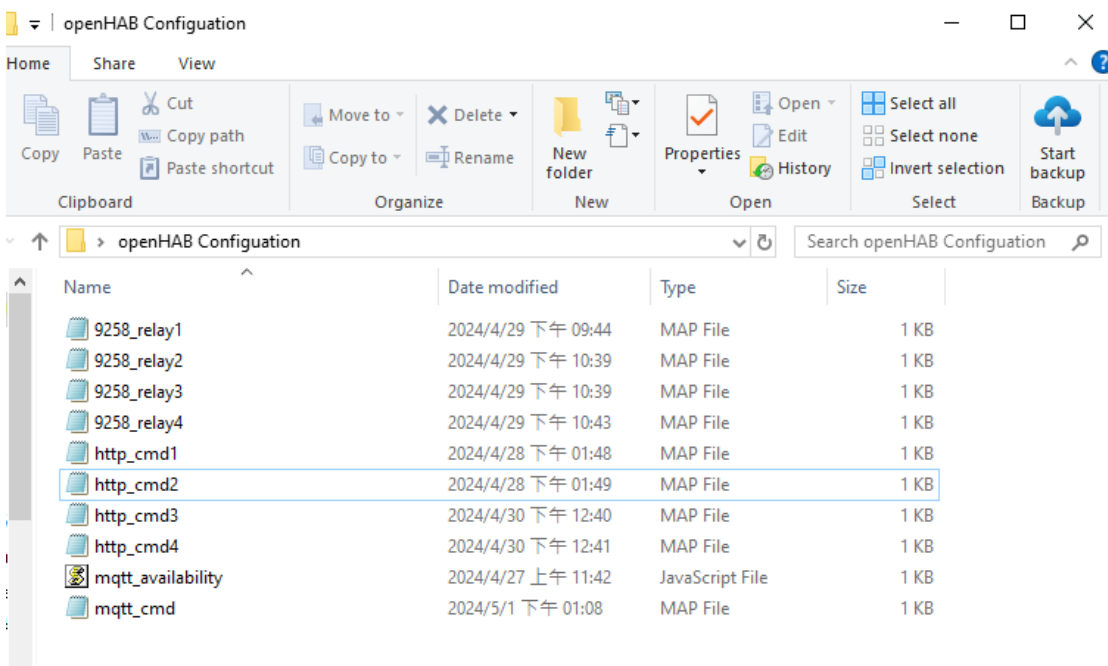 openHAB Configuation
Home Share View
Copy
Paste
Cut
Copy path
Paste shortcut
Clipboard
Move to
Copy to
Delete
Rename
Organize
New folder
New
Properties
Open
Edit
History
Open
Select all
Select none
Invert selection
Select
Start backup
Backup
openHAB Configuation
Search openHAB Configuation
Name Date modified Type Size
9258_relay1 2024/4/29 下午 09:44 MAP File 1 KB
9258_relay2 2024/4/29 下午 10:39 MAP File 1 KB
9258_relay3 2024/4/29 下午 10:39 MAP File 1 KB
9258_relay4 2024/4/29 下午 10:43 MAP File 1 KB
http_cmd1 2024/4/28 下午 01:48 MAP File 1 KB
http_cmd2 2024/4/28 下午 01:49 MAP File 1 KB
http_cmd3 2024/4/30 下午 12:40 MAP File 1 KB
http_cmd4 2024/4/30 下午 12:41 MAP File 1 KB
mqtt_availability 2024/4/27 上午 11:42 JavaScript File 1 KB
mqtt_cmd 2024/5/1 下午 01:08 MAP File 1 KB